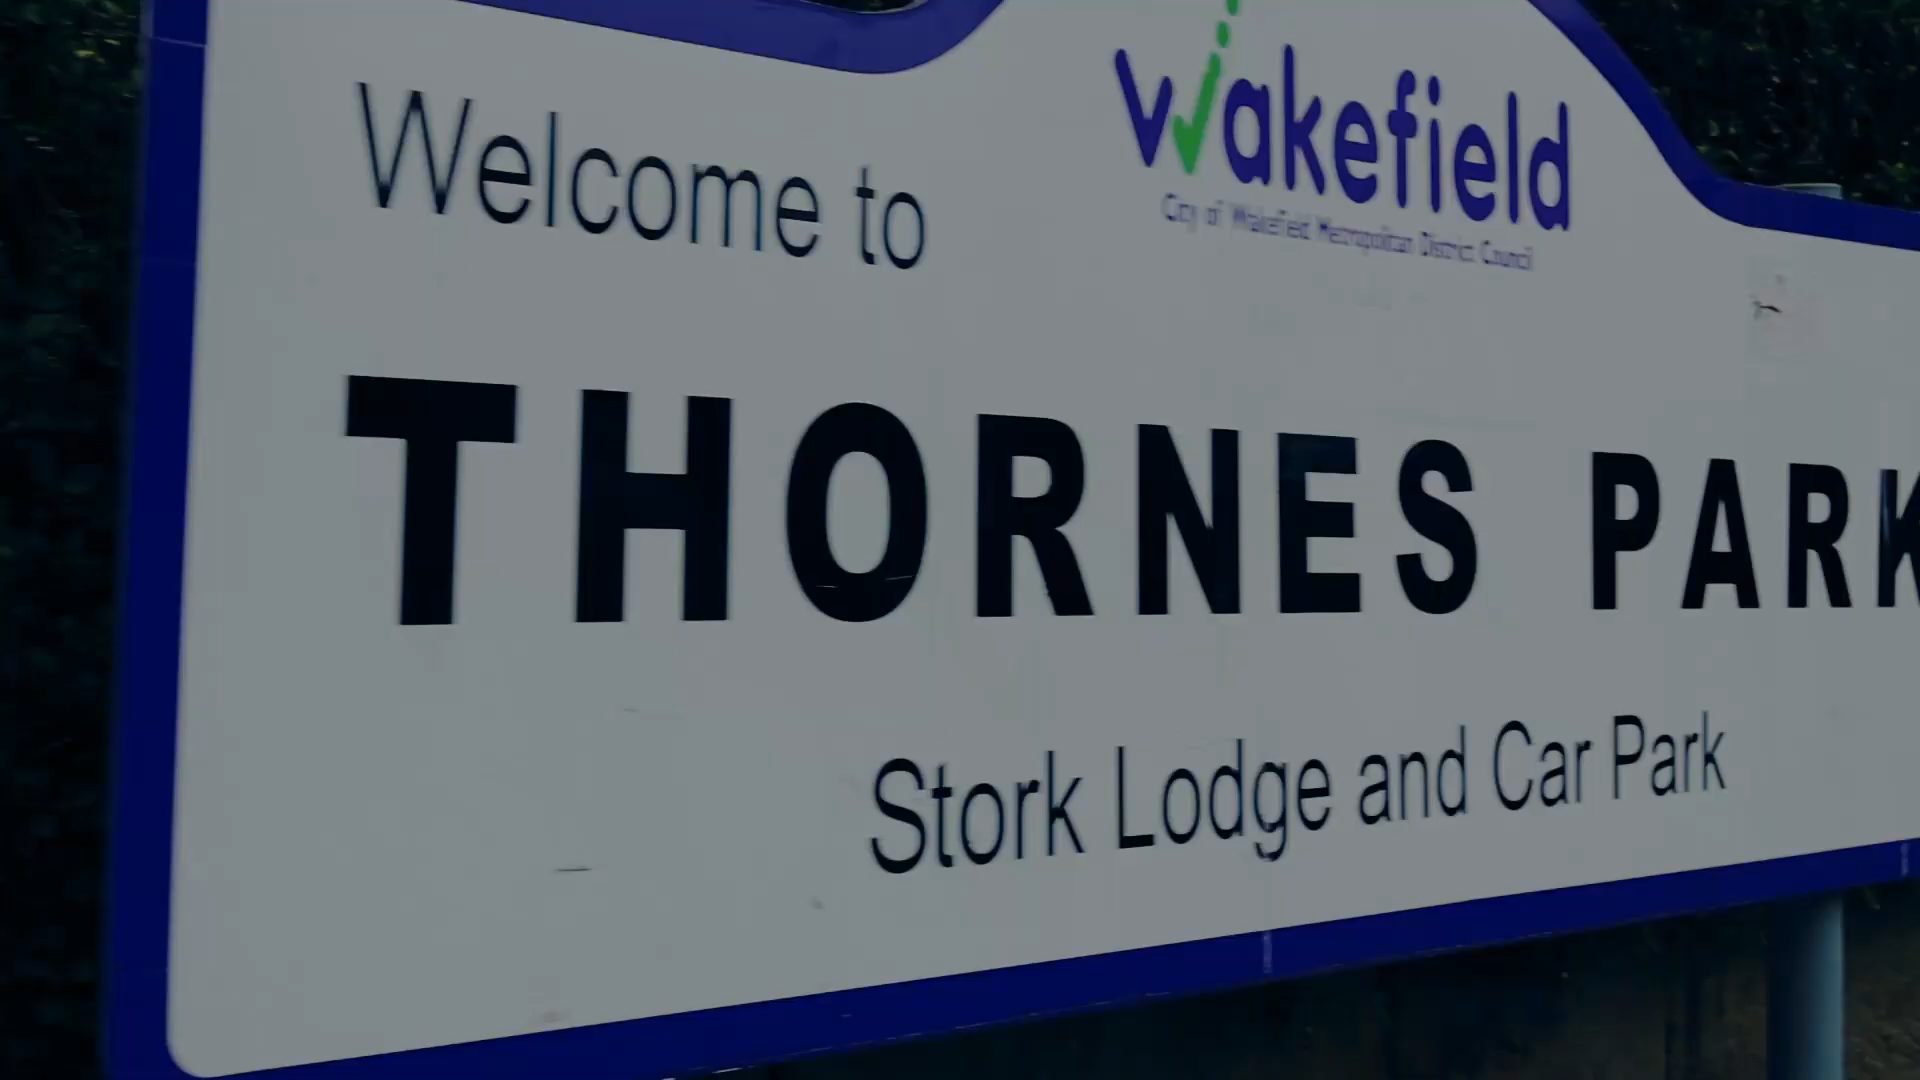 Welcome to
wakefield
City of Wakefield Metropolitan District Council
THORNES PARK
Stork Lodge and Car Park